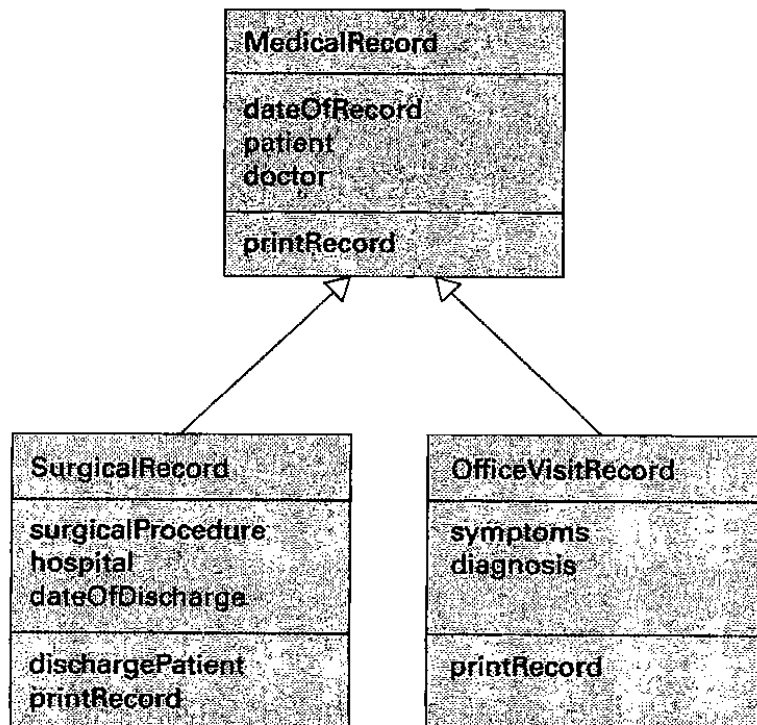 MedicalRecord
dateOfRecord
patient
doctor
printRecord
SurgicalRecord
surgicalProcedure
hospital
dateOfDischarge
dischargePatient
printRecord
OfficeVisitRecord
symptoms
diagnosis
printRecord